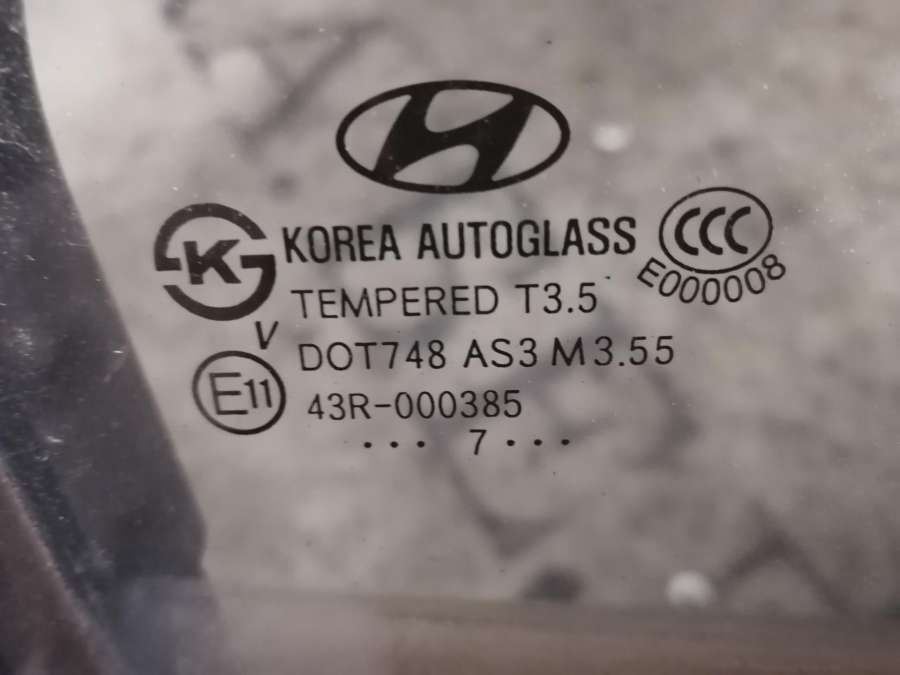 K KOREA AUTOGLASS CCC
E000008
TEMPERED T3.5
V
DOT748 AS3 M3.55
E11 43R-000385
... 7 ...